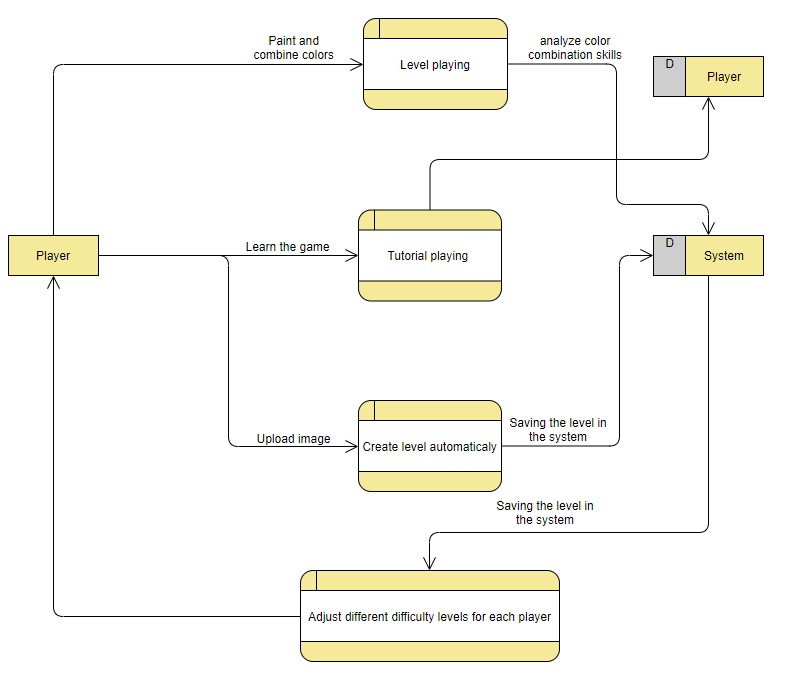 Paint and
combine colors
Level playing
analyze color
combination skills
D
Player
Player
Learn the game
Tutorial playing
D
System
Upload image
Create level automaticaly
Saving the level in
the system
Saving the level in
the system
Adjust different difficulty levels for each player